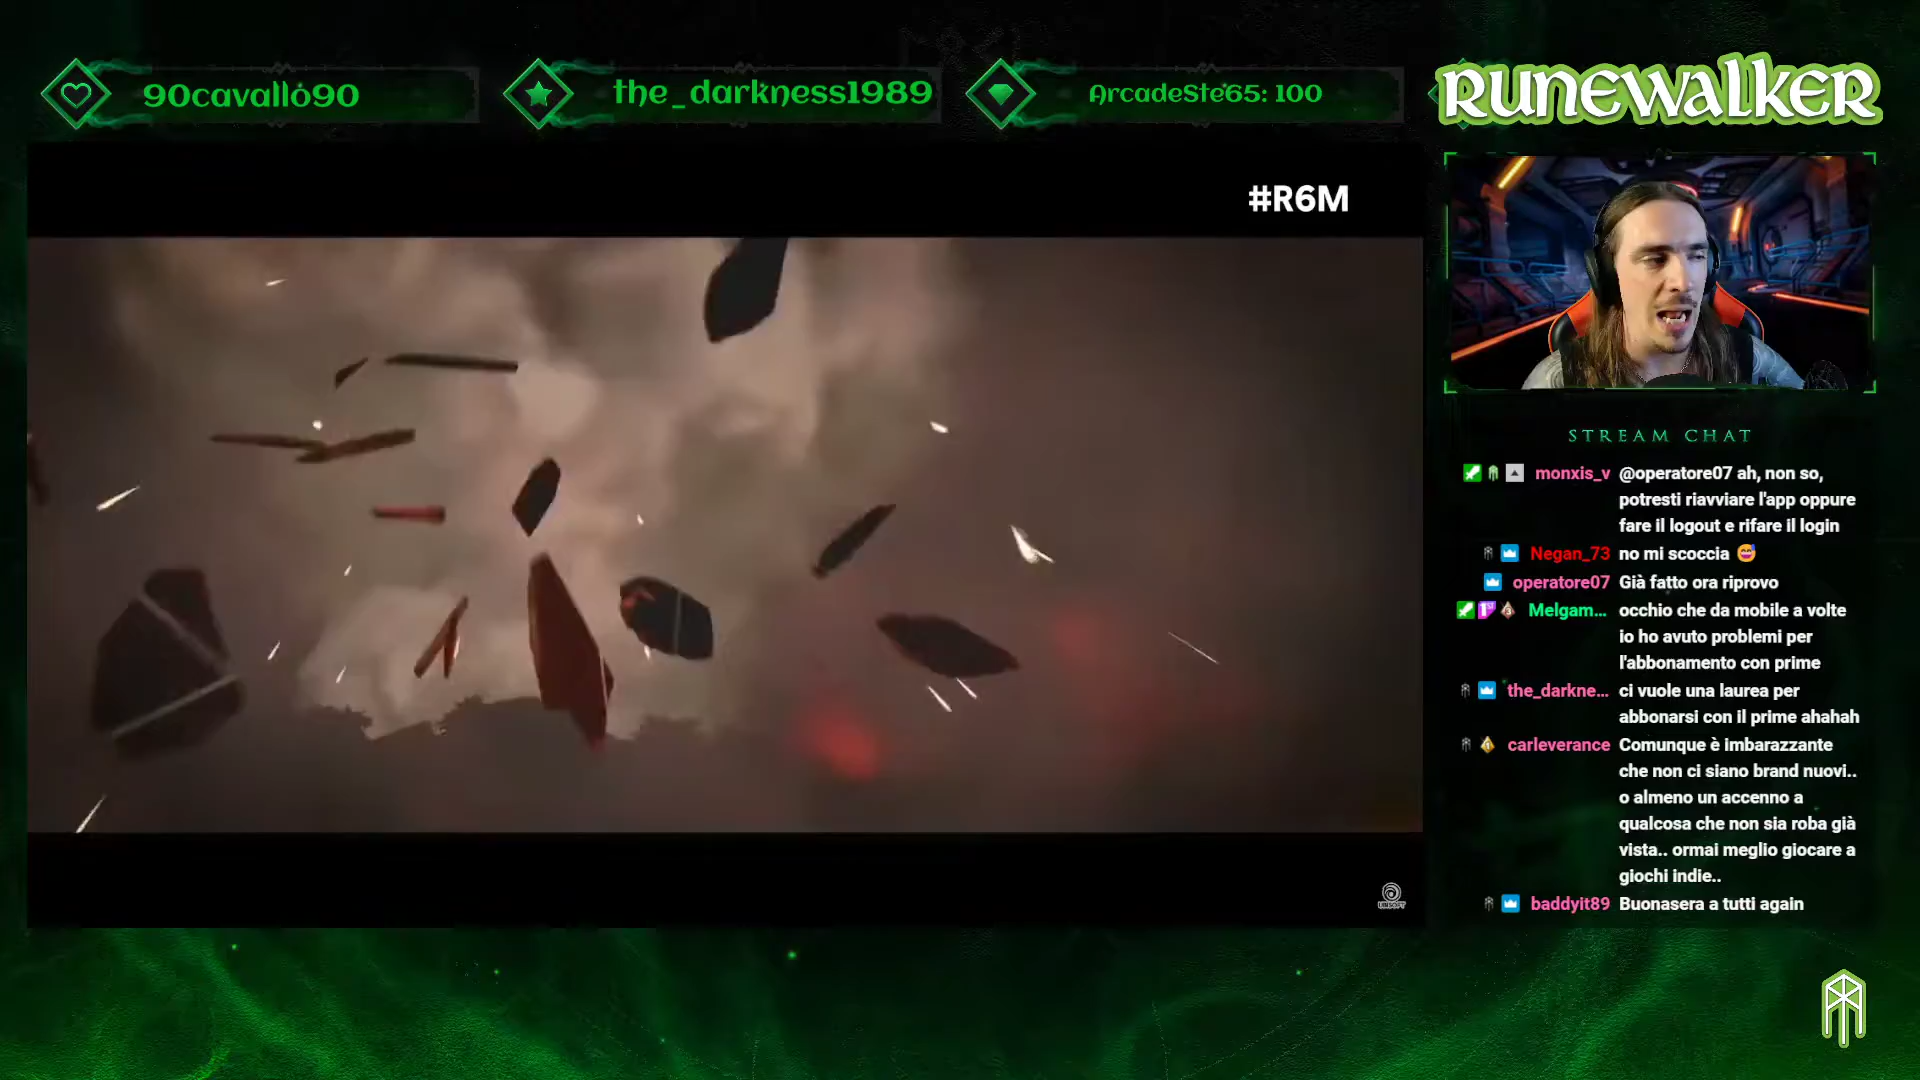 90cavallo90
the_darkness1989
ArcadeSte65: 100
RUNEWALKER
#R6M
STREAM CHAT
monxis_v @operatore07 ah, non so,
potresti riavviare l'app oppure
fare il logout e rifare il login
Negan_73 no mi scoccia 😅
operatore07 Già fatto ora riprovo
Melgam... occhio che da mobile a volte
io ho avuto problemi per
l'abbonamento con prime
the_darkne... ci vuole una laurea per
abbonarsi con il prime ahahah
carleverance Comunque è imbarazzante
che non ci siano brand nuovi..
o almeno un accenno a
qualcosa che non sia roba già
vista.. ormai meglio giocare a
giochi indie..
baddyit89 Buonasera a tutti again
UBISOFT